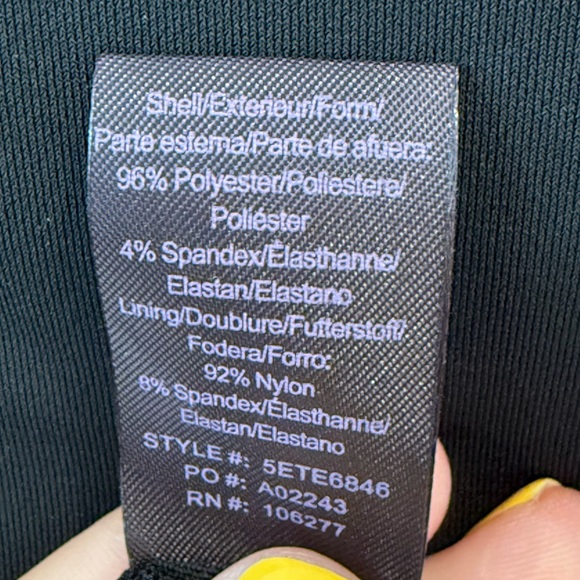 Shell/Exterieur/Form/
Parte esterna/Parte de afuera:
96% Polyester/Poliestere/
Poliéster
4% Spandex/Élasthanne/
Elastan/Elastano
Lining/Doublure/Futterstoff/
Fodera/Forro:
92% Nylon
8% Spandex/Élasthanne/
Elastan/Elastano
STYLE #: 5ETE6846
PO #: A02243
RN #: 106277